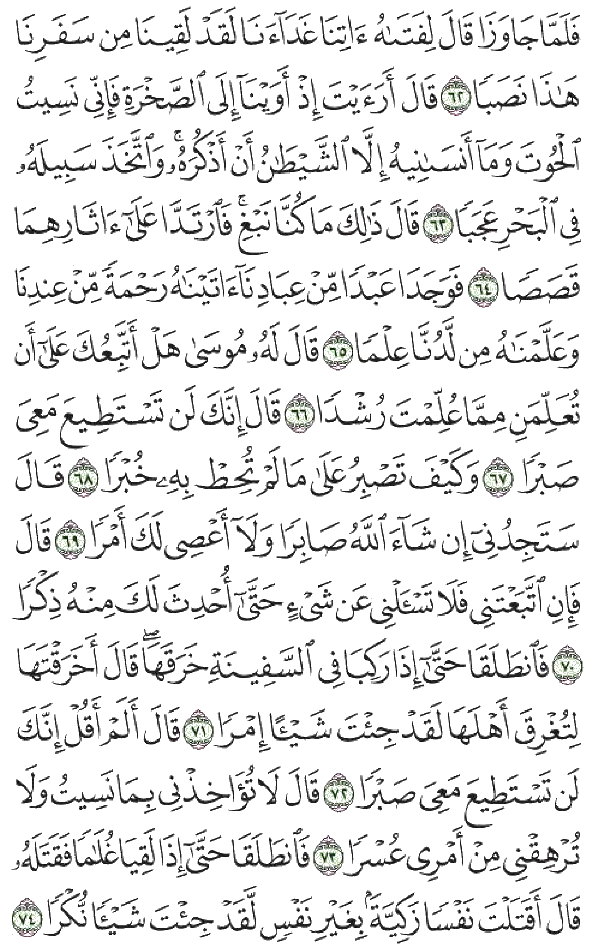 فَلَمَّا جَاوَزَا قَالَ لِفَتَىٰهُ ءَاتِنَا غَدَآءَنَا لَقَدْ لَقِينَا مِن سَفَرِنَا
هَٰذَا نَصَبًا ٦٢ قَالَ أَرَءَيْتَ إِذْ أَوَيْنَآ إِلَى ٱلصَّخْرَةِ فَإِنِّى نَسِيتُ
ٱلْحُوتَ وَمَآ أَنسَىٰنِيهُ إِلَّا ٱلشَّيْطَٰنُ أَنْ أَذْكُرَهُۥ ۚ وَٱتَّخَذَ سَبِيلَهُۥ
فِى ٱلْبَحْرِ عَجَبًا ٦٣ قَالَ ذَٰلِكَ مَا كُنَّا نَبْغِ ۚ فَٱرْتَدَّا عَلَىٰٓ ءَاثَارِهِمَا
قَصَصًا ٦٤ فَوَجَدَا عَبْدًا مِّنْ عِبَادِنَآ ءَاتَيْنَٰهُ رَحْمَةً مِّنْ عِندِنَا
وَعَلَّمْنَٰهُ مِن لَّدُنَّا عِلْمًا ٦٥ قَالَ لَهُۥ مُوسَىٰ هَلْ أَتَّبِعُكَ عَلَىٰٓ أَن
تُعَلِّمَنِ مِمَّا عُلِّمْتَ رُشْدًا ٦٦ قَالَ إِنَّكَ لَن تَسْتَطِيعَ مَعِىَ
صَبْرًا ٦٧ وَكَيْفَ تَصْبِرُ عَلَىٰ مَا لَمْ تُحِطْ بِهِۦ خُبْرًا ٦٨ قَالَ
سَتَجِدُنِىٓ إِن شَآءَ ٱللَّهُ صَابِرًا وَلَآ أَعْصِى لَكَ أَمْرًا ٦٩ قَالَ
فَإِنِ ٱتَّبَعْتَنِى فَلَا تَسْـَٔلْنِى عَن شَىْءٍ حَتَّىٰٓ أُحْدِثَ لَكَ مِنْهُ ذِكْرًا
٧٠ فَٱنطَلَقَا حَتَّىٰٓ إِذَا رَكِبَا فِى ٱلسَّفِينَةِ خَرَقَهَا ۖ قَالَ أَخَرَقْتَهَا
لِتُغْرِقَ أَهْلَهَا لَقَدْ جِئْتَ شَيْـًٔا إِمْرًا ٧١ قَالَ أَلَمْ أَقُلْ إِنَّكَ
لَن تَسْتَطِيعَ مَعِىَ صَبْرًا ٧٢ قَالَ لَا تُؤَاخِذْنِى بِمَا نَسِيتُ وَلَا
تُرْهِقْنِى مِنْ أَمْرِى عُسْرًا ٧٣ فَٱنطَلَقَا حَتَّىٰٓ إِذَا لَقِيَا غُلَٰمًا فَقَتَلَهُۥ
قَالَ أَقَتَلْتَ نَفْسًا زَكِيَّةًۢ بِغَيْرِ نَفْسٍ لَّقَدْ جِئْتَ شَيْـًٔا نُّكْرًا ٧٤